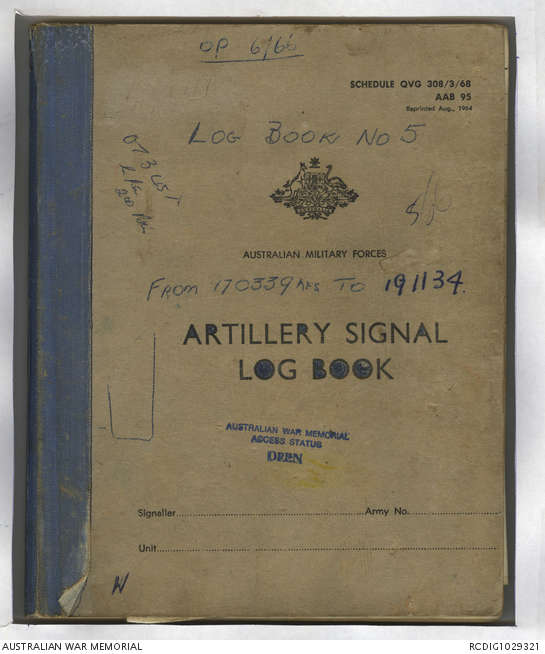 OP 6/66
SCHEDULE QVG 308/3/68
AAB 95
Reprinted Aug., 1964
LOG BOOK NO 5
AUSTRALIAN MILITARY FORCES
FROM 170339 hrs TO 191134.
ARTILLERY SIGNAL
LOG BOOK
AUSTRALIAN WAR MEMORIAL
ACCESS STATUS
OPEN
Signaller Army No.
Unit
N
AUSTRALIAN WAR MEMORIAL
RCDIG1029321